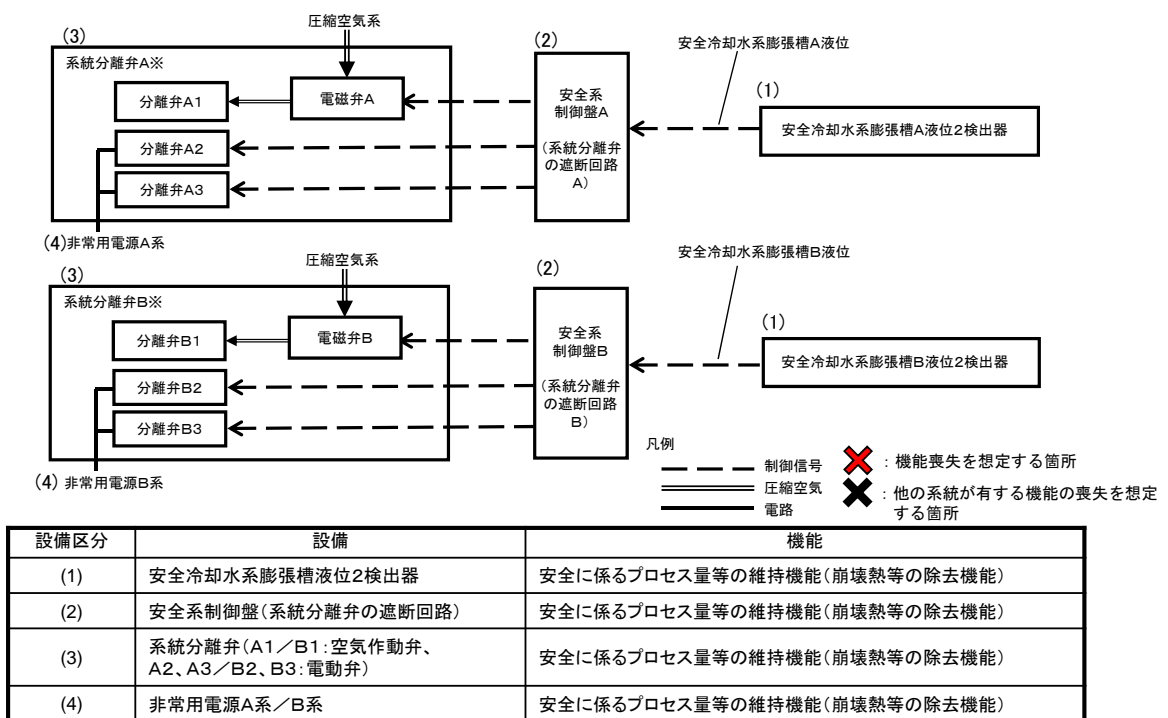 圧縮空気系
(3)
系統分離弁A※
分離弁A1
電磁弁A
分離弁A2
分離弁A3
(4)非常用電源A系
(2)
安全系
制御盤A
(系統分離弁
の遮断回路
A)
安全冷却水系膨張槽A液位
(1)
安全冷却水系膨張槽A液位2検出器
圧縮空気系
(3)
系統分離弁B※
分離弁B1
電磁弁B
分離弁B2
分離弁B3
(4) 非常用電源B系
(2)
安全系
制御盤B
(系統分離弁
の遮断回路
B)
安全冷却水系膨張槽B液位
(1)
安全冷却水系膨張槽B液位2検出器
凡例
制御信号
圧縮空気
電路
:機能喪失を想定する箇所
:他の系統が有する機能の喪失を想定
する箇所
設備区分 設備 機能
(1) 安全冷却水系膨張槽液位2検出器 安全に係るプロセス量等の維持機能(崩壊熱等の除去機能)
(2) 安全系制御盤(系統分離弁の遮断回路) 安全に係るプロセス量等の維持機能(崩壊熱等の除去機能)
(3) 系統分離弁(A1/B1:空気作動弁、
A2、A3/B2、B3:電動弁) 安全に係るプロセス量等の維持機能(崩壊熱等の除去機能)
(4) 非常用電源A系/B系 安全に係るプロセス量等の維持機能(崩壊熱等の除去機能)